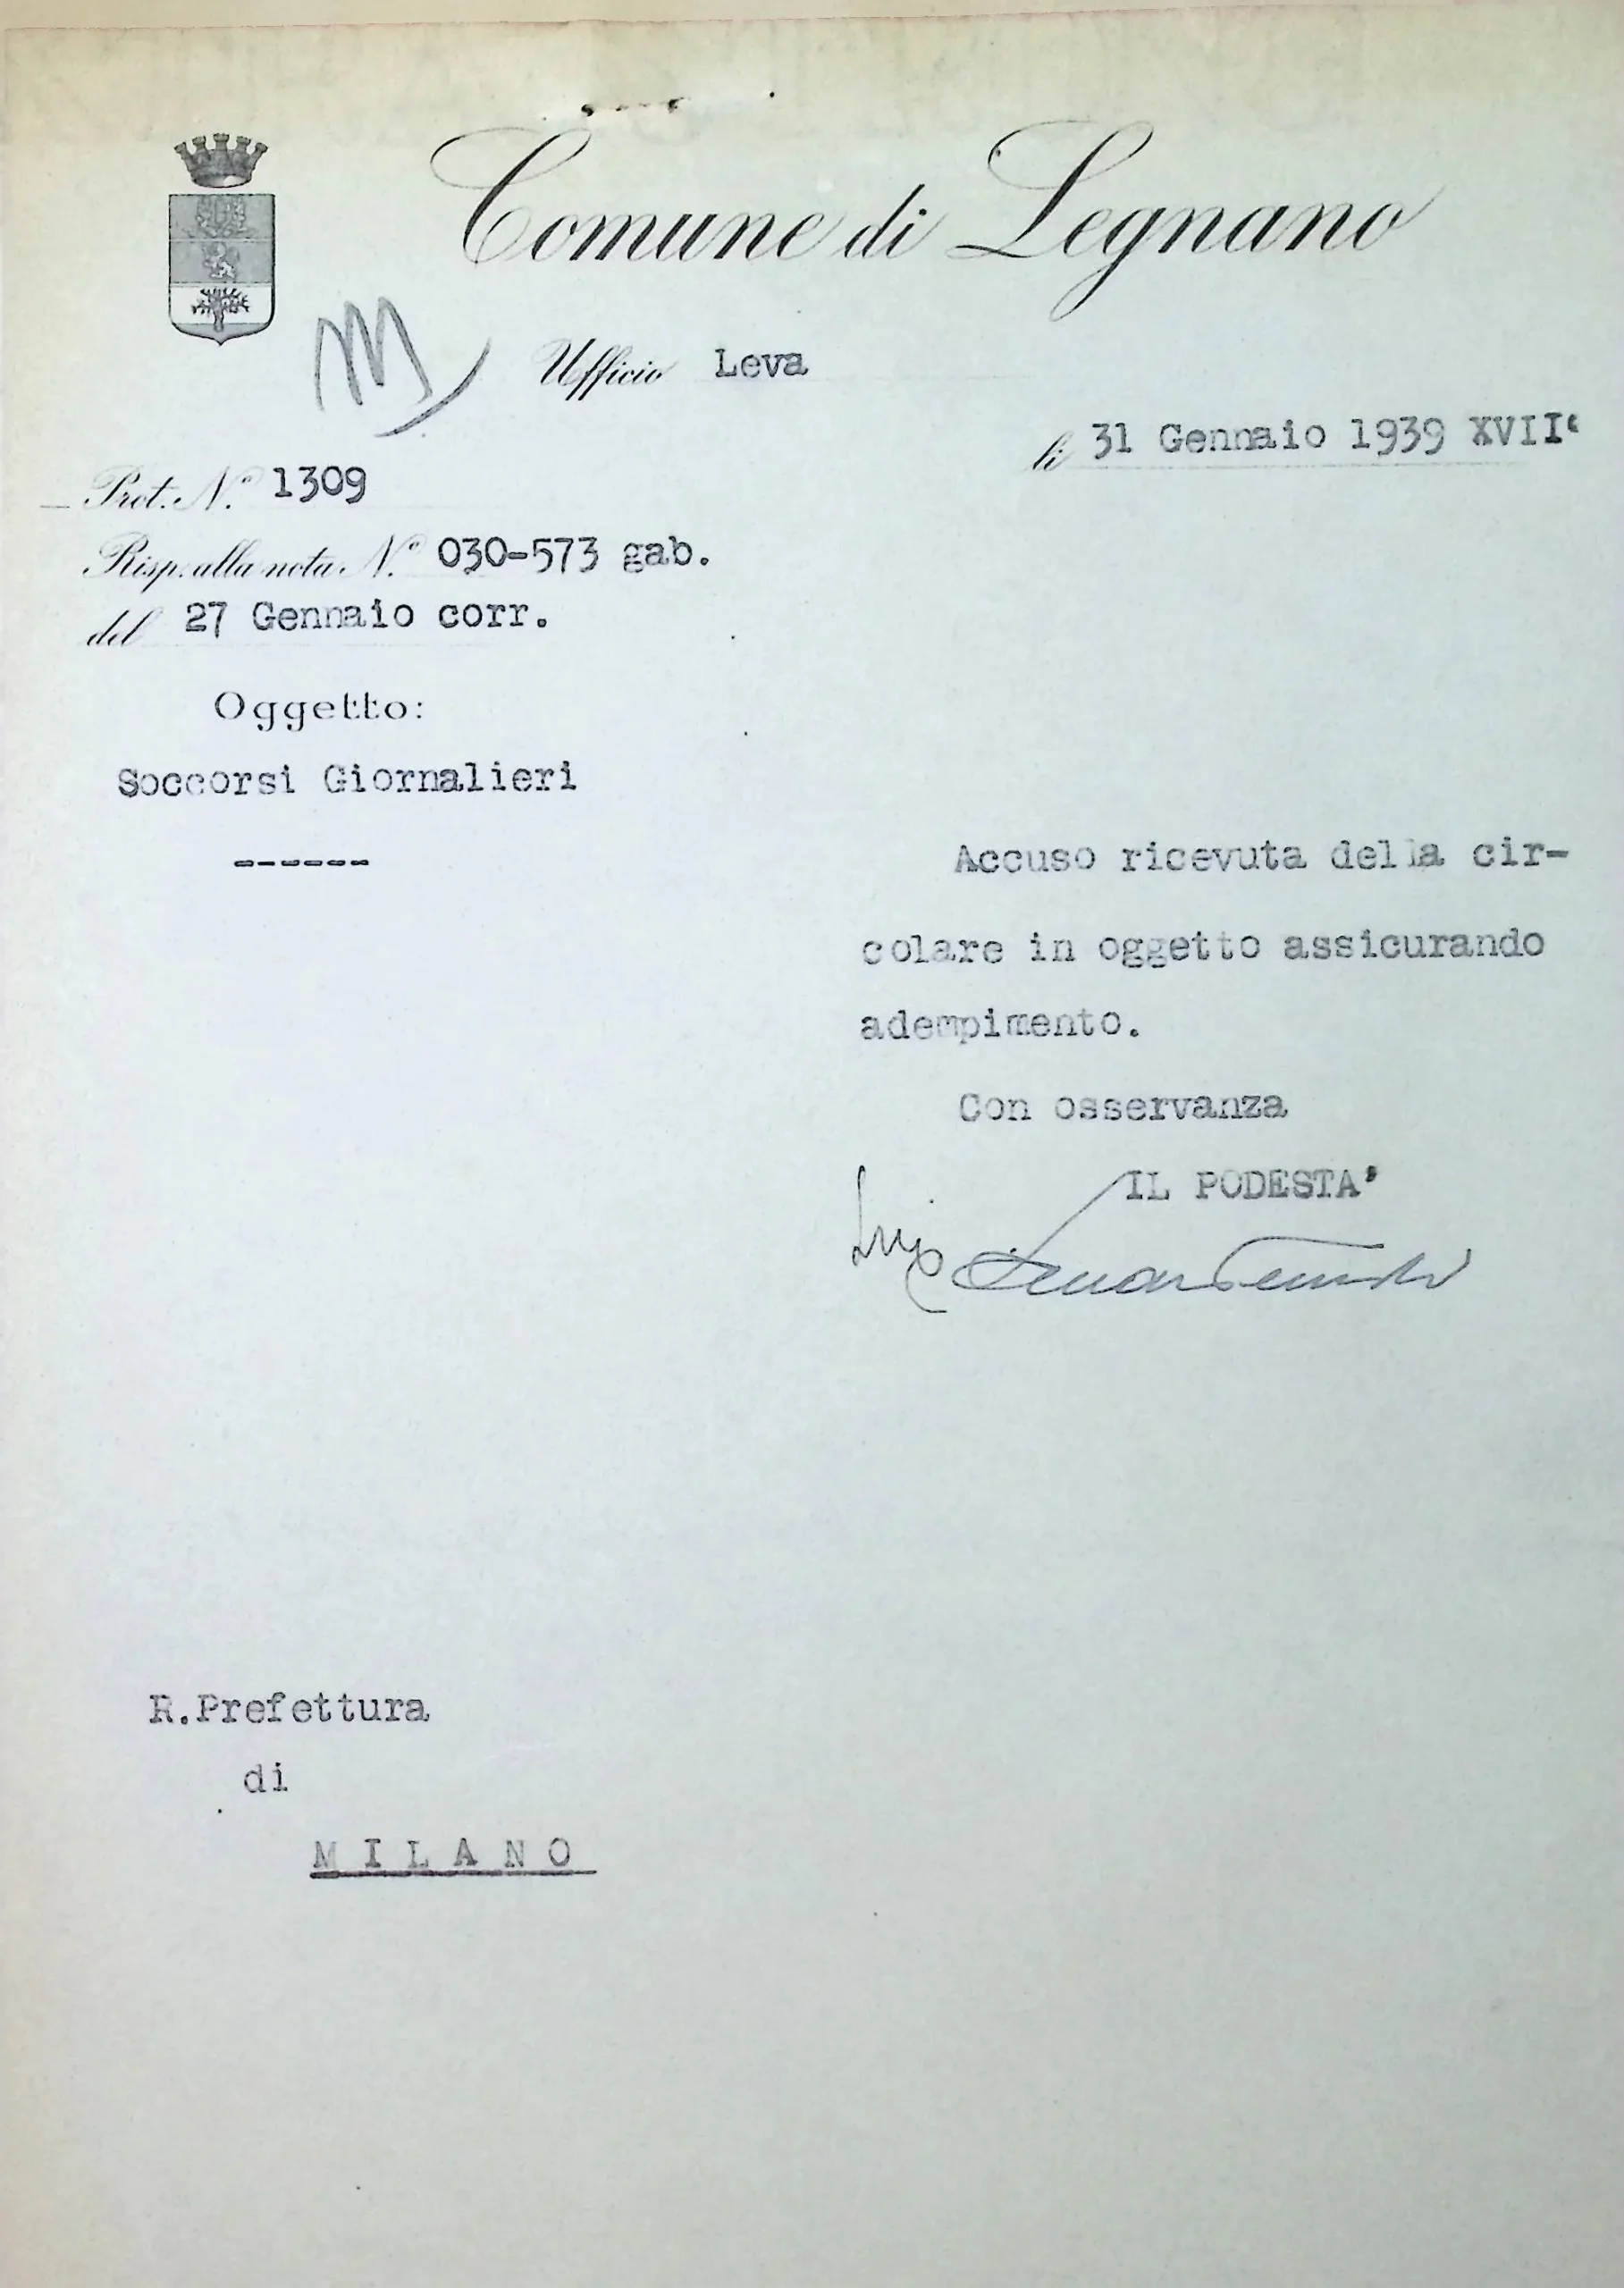 Comune di Legnano
Ufficio Leva
li 31 Gennaio 1939 XVII°
Prot. N.° 1309
Risp. alla nota N.° 030-573 gab.
del 27 Gennaio corr.
Oggetto:
Soccorsi Giornalieri
------
Accuso ricevuta della cir-
colare in oggetto assicurando
adempimento.
Con osservanza
IL PODESTA'
R.Prefettura
di
MILANO